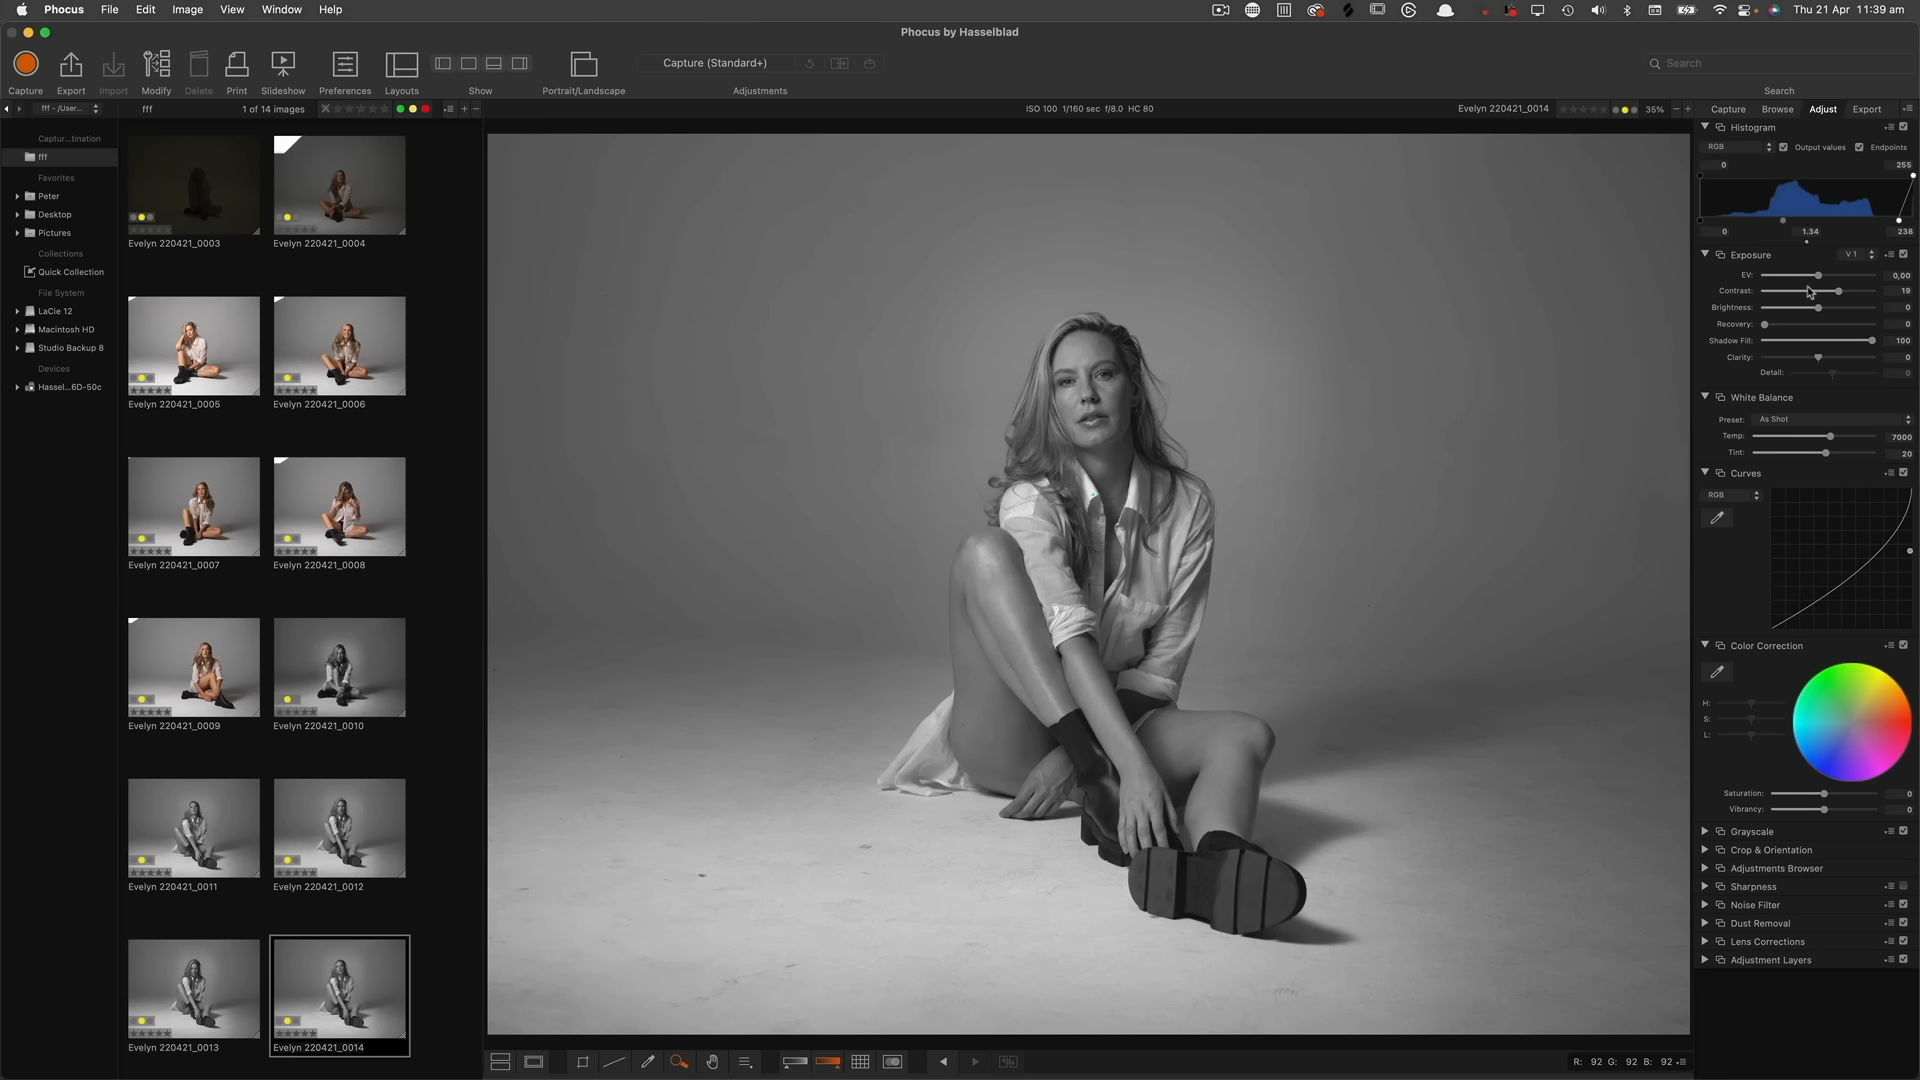 Phocus File Edit Image View Window Help Thu 21 Apr 11:39 am
Phocus by Hasselblad
Capture (Standard+)
Search
Capture Export Import Modify Delete Print Slideshow Preferences Layouts Show Portrait/Landscape Adjustments Search
fff - /User... fff 1 of 14 images ISO 100 1/160 sec f/8.0 HC 80 Evelyn 220421_0014 35% Capture Browse Adjust Export
Captur...tination
fff
Favorites
Peter
Desktop
Pictures
Collections
Quick Collection
File System
LaCie 12
Macintosh HD
Studio Backup 8
Devices
Hassel...6D-50c
Evelyn 220421_0003 Evelyn 220421_0004
Evelyn 220421_0005 Evelyn 220421_0006
Evelyn 220421_0007 Evelyn 220421_0008
Evelyn 220421_0009 Evelyn 220421_0010
Evelyn 220421_0011 Evelyn 220421_0012
Evelyn 220421_0013 Evelyn 220421_0014
Histogram
RGB Output values Endpoints
0 255
0 1.34 238
Exposure V 1
EV: 0,00
Contrast: 19
Brightness: 0
Recovery: 0
Shadow Fill: 100
Clarity: 0
Detail: 0
White Balance
Preset: As Shot
Temp: 7000
Tint: 20
Curves
RGB
Color Correction
H:
S:
L:
Saturation: 0
Vibrancy: 0
Grayscale
Crop & Orientation
Adjustments Browser
Sharpness
Noise Filter
Dust Removal
Lens Corrections
Adjustment Layers
R: 92 G: 92 B: 92